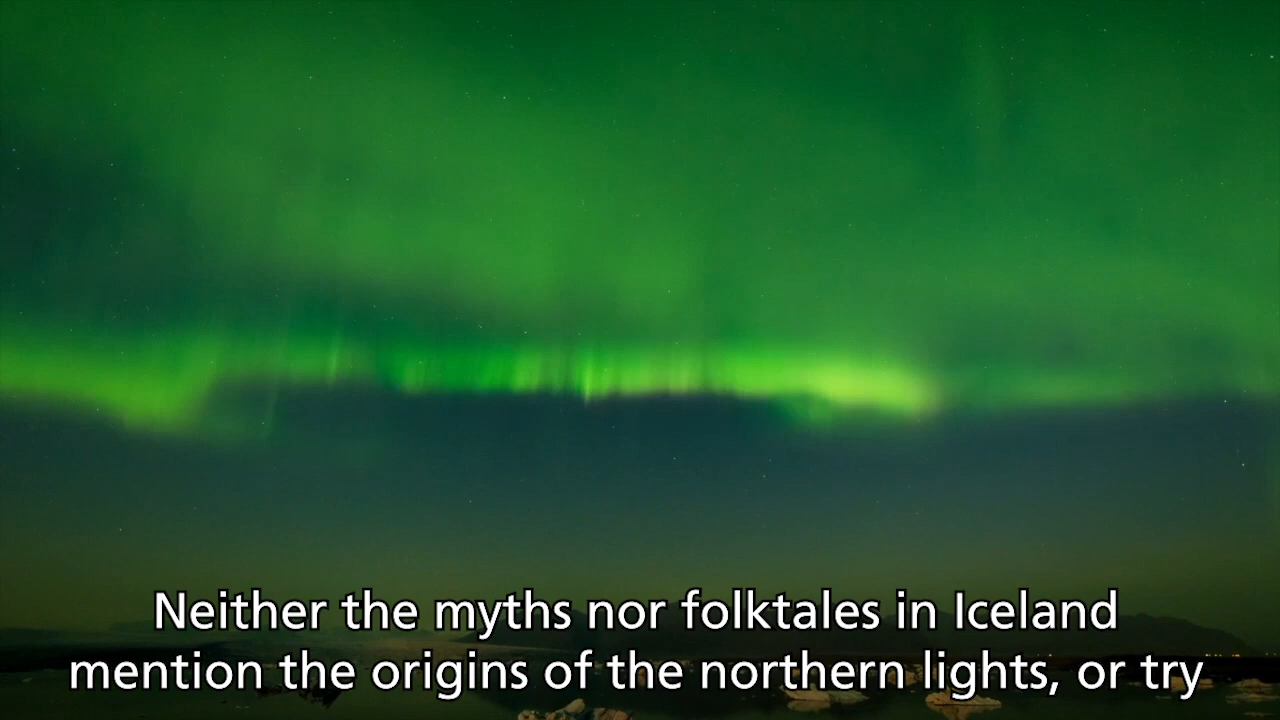 Neither the myths nor folktales in Iceland
mention the origins of the northern lights, or try